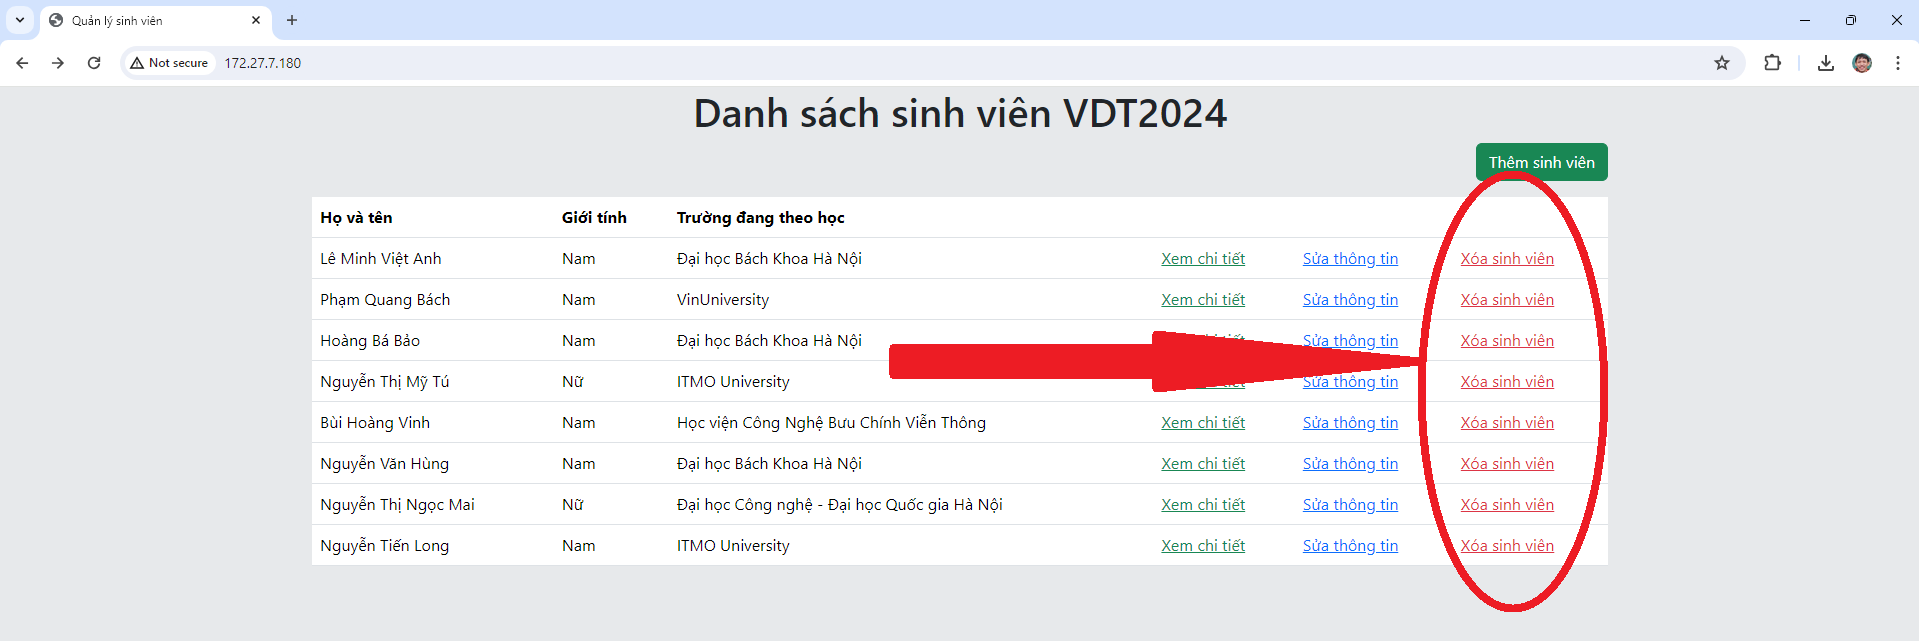 Quản lý sinh viên
Not secure 172.27.7.180
Danh sách sinh viên VDT2024
Thêm sinh viên
Họ và tên Giới tính Trường đang theo học
Lê Minh Việt Anh Nam Đại học Bách Khoa Hà Nội Xem chi tiết Sửa thông tin Xóa sinh viên
Phạm Quang Bách Nam VinUniversity Xem chi tiết Sửa thông tin Xóa sinh viên
Hoàng Bá Bảo Nam Đại học Bách Khoa Hà Nội Sửa thông tin Xóa sinh viên
Nguyễn Thị Mỹ Tú Nữ ITMO University Sửa thông tin Xóa sinh viên
Bùi Hoàng Vinh Nam Học viện Công Nghệ Bưu Chính Viễn Thông Xem chi tiết Sửa thông tin Xóa sinh viên
Nguyễn Văn Hùng Nam Đại học Bách Khoa Hà Nội Xem chi tiết Sửa thông tin Xóa sinh viên
Nguyễn Thị Ngọc Mai Nữ Đại học Công nghệ - Đại học Quốc gia Hà Nội Xem chi tiết Sửa thông tin Xóa sinh viên
Nguyễn Tiến Long Nam ITMO University Xem chi tiết Sửa thông tin Xóa sinh viên